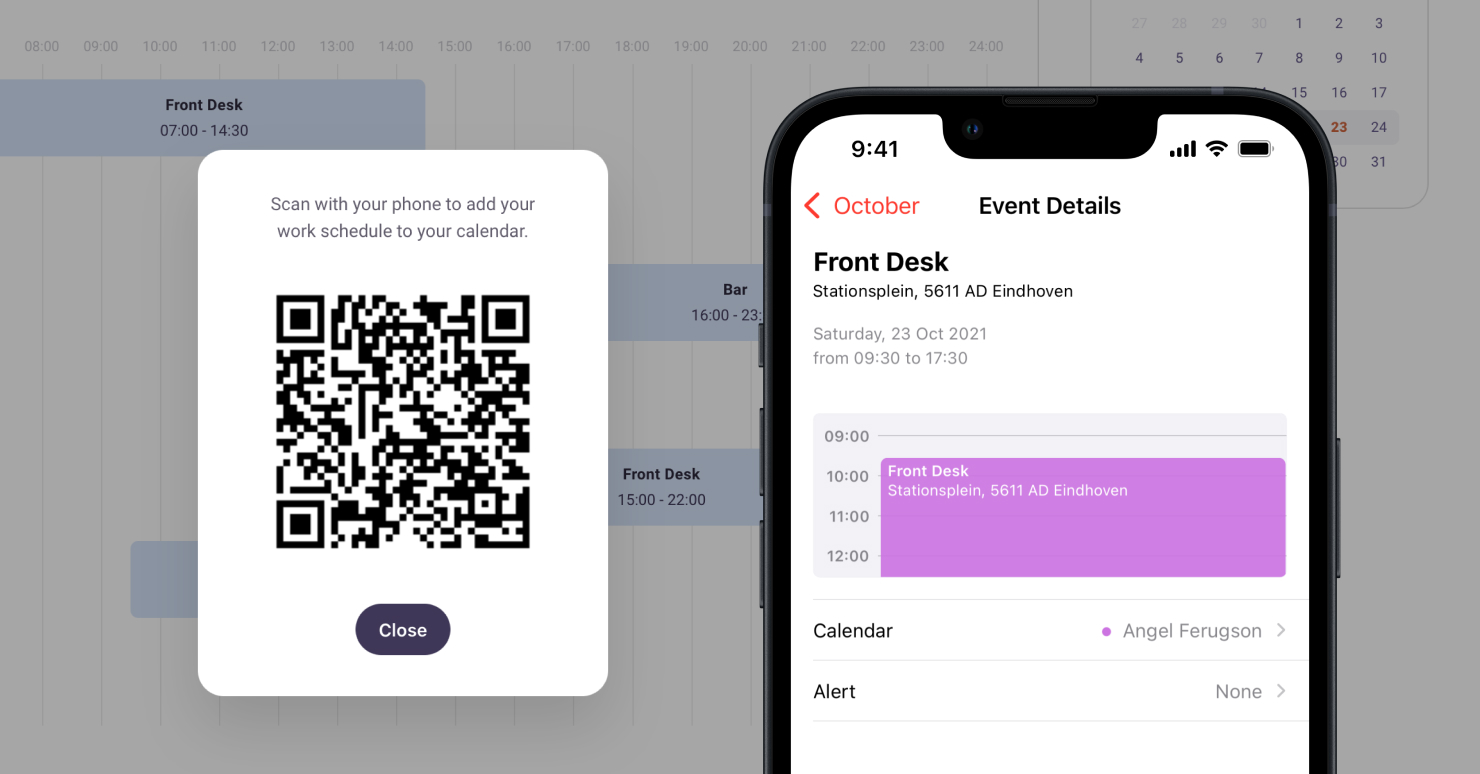 08:00 09:00 10:00 11:00 12:00 13:00 14:00 15:00 16:00 17:00 18:00 19:00 20:00 21:00 22:00 23:00 24:00
Front Desk
07:00 - 14:30
Scan with your phone to add your
work schedule to your calendar.
Close
Bar
16:00 - 23:
Front Desk
15:00 - 22:00
27 28 29 30 1 2 3
4 5 6 7 8 9 10
15 16 17
23 24
31
9:41
October
Event Details
Front Desk
Stationsplein, 5611 AD Eindhoven
Saturday, 23 Oct 2021
from 09:30 to 17:30
09:00
10:00
11:00
12:00
Front Desk
Stationsplein, 5611 AD Eindhoven
Calendar
Angel Ferugson
Alert
None